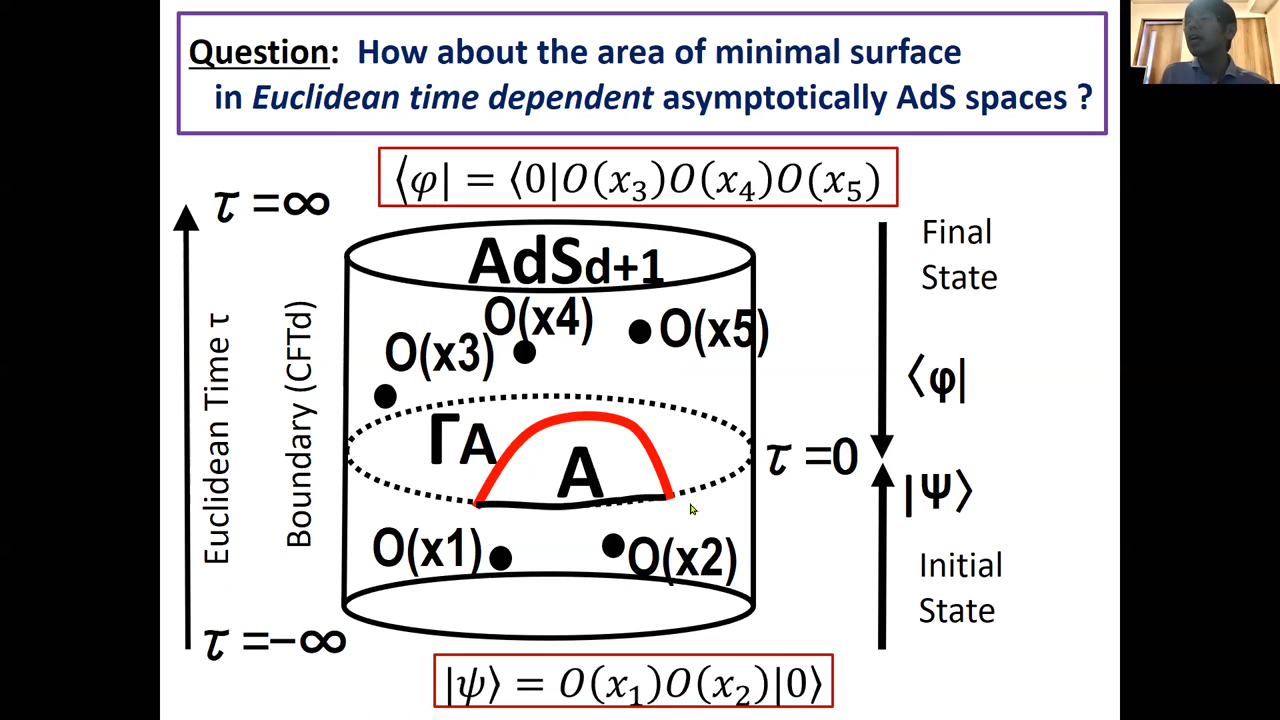 Question: How about the area of minimal surface
in Euclidean time dependent asymptotically AdS spaces ?
⟨φ| = ⟨0|O(x₃)O(x₄)O(x₅)
τ =∞
Final
State
AdSd+1
O(x4)
O(x5)
O(x3)
Euclidean Time τ
Boundary (CFTd)
⟨φ|
ΓA
A
τ =0
|Ψ⟩
O(x1)
O(x2)
Initial
State
τ =−∞
|ψ⟩ = O(x₁)O(x₂)|0⟩